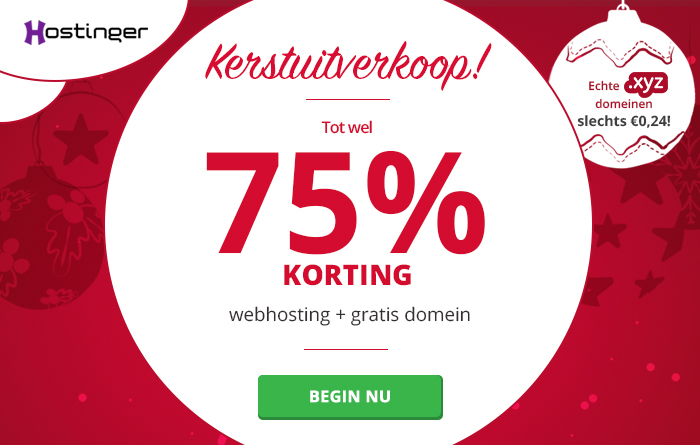 Hostinger
Kerstuitverkoop!
Tot wel
75%
KORTING
webhosting + gratis domein
BEGIN NU
Echte .xyz
domeinen
slechts €0,24!